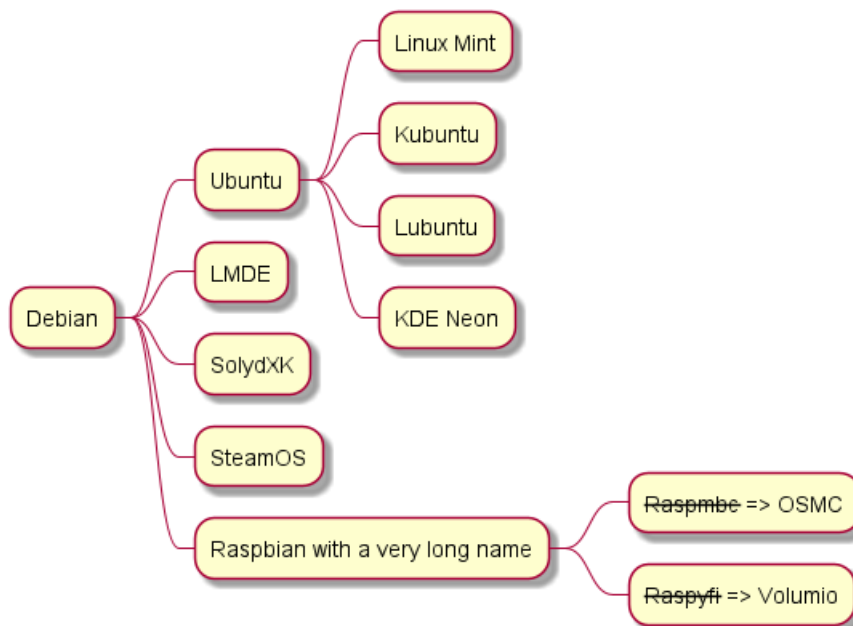 Linux Mint
Kubuntu
Ubuntu
Lubuntu
LMDE
Debian
KDE Neon
SolydXK
SteamOS
Raspmbc => OSMC
Raspbian with a very long name
Raspyfi => Volumio